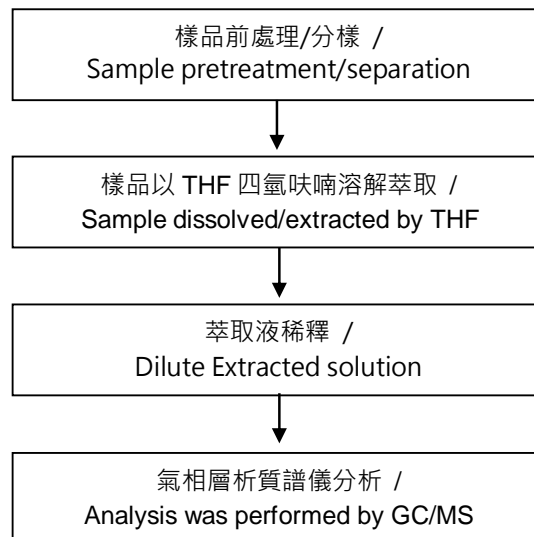 樣品前處理/分樣 /
Sample pretreatment/separation
樣品以 THF 四氫呋喃溶解萃取 /
Sample dissolved/extracted by THF
萃取液稀釋 /
Dilute Extracted solution
氣相層析質譜儀分析 /
Analysis was performed by GC/MS